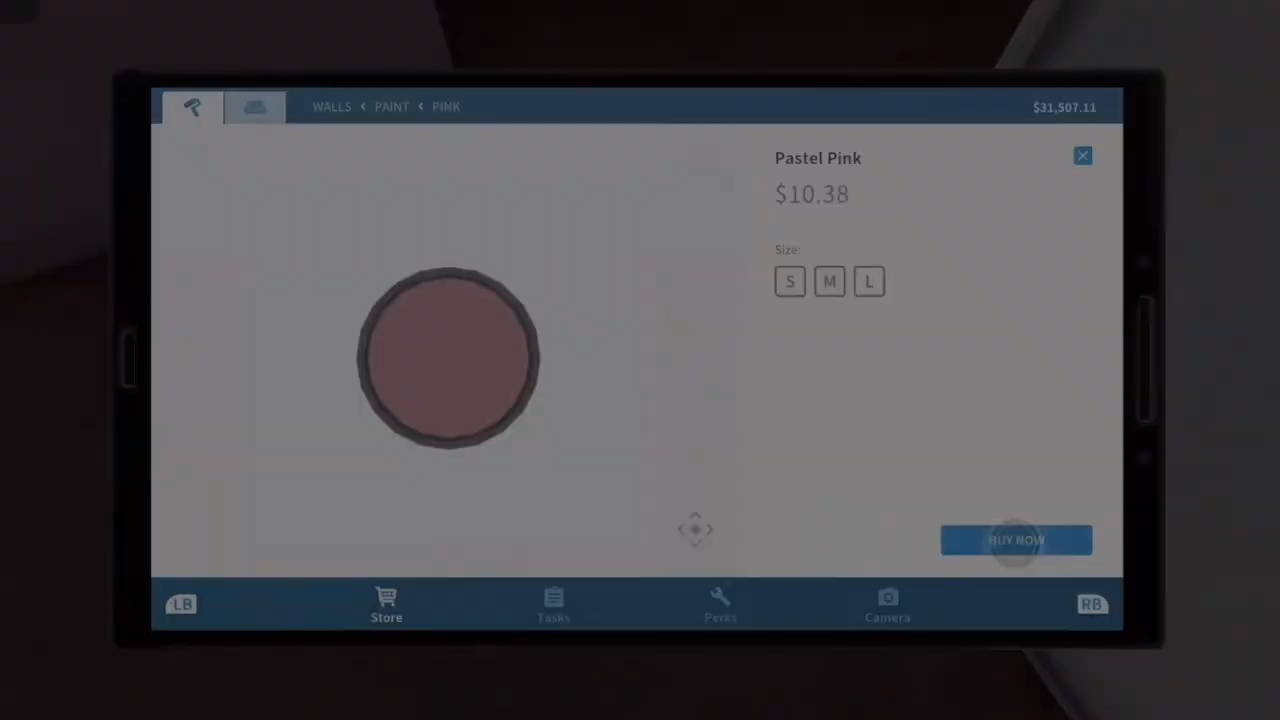 WALLS < PAINT < PINK
$31,507.11
Pastel Pink
$10.38
Size:
S M L
BUY NOW
LB
Store
Tasks
Perks
Camera
RB